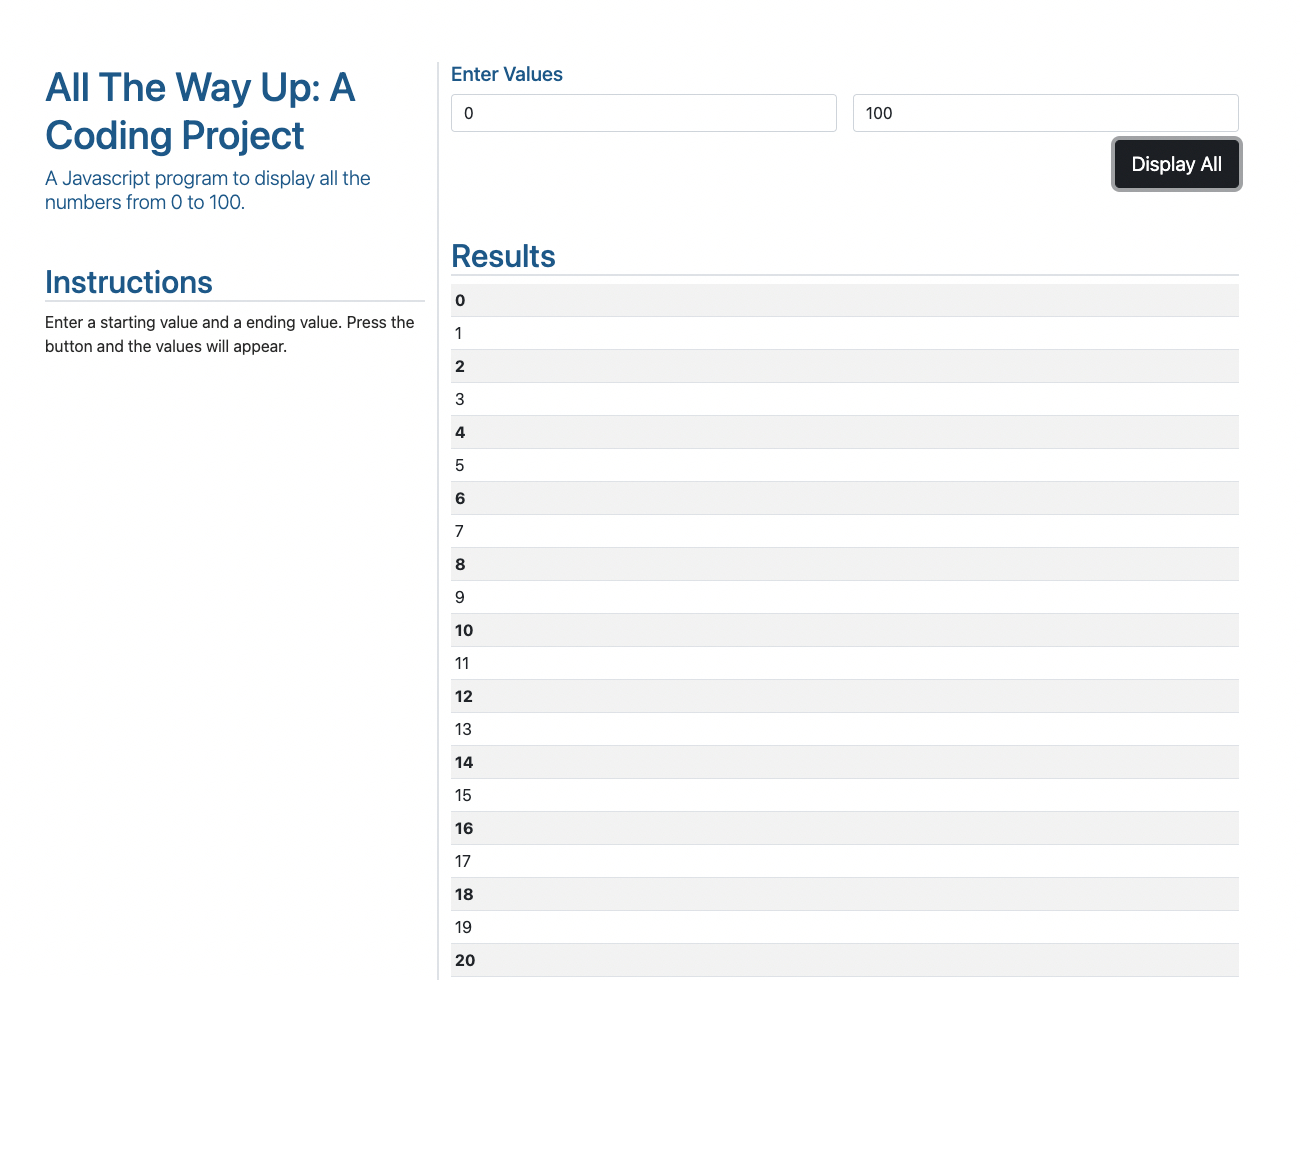 All The Way Up: A
Coding Project
A Javascript program to display all the
numbers from 0 to 100.
Instructions
Enter a starting value and a ending value. Press the
button and the values will appear.
Enter Values
0
100
Display All
Results
0
1
2
3
4
5
6
7
8
9
10
11
12
13
14
15
16
17
18
19
20